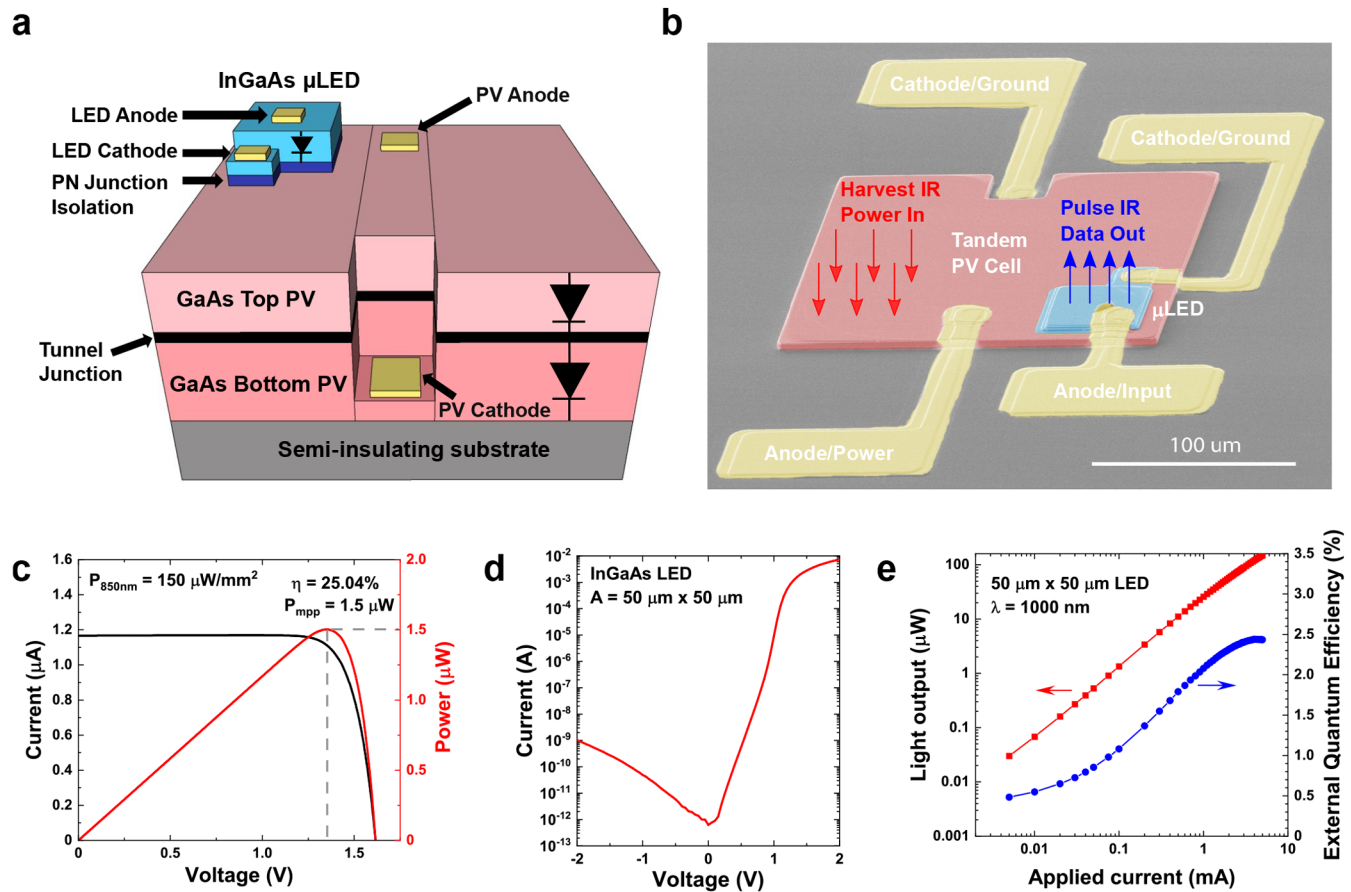 a
InGaAs µLED
LED Anode
PV Anode
LED Cathode
PN Junction
Isolation
GaAs Top PV
Tunnel
Junction
GaAs Bottom PV
PV Cathode
Semi-insulating substrate
b
Cathode/Ground
Cathode/Ground
Harvest IR
Power In
Pulse IR
Data Out
Tandem
PV Cell
µLED
Anode/Input
Anode/Power
100 um
c
P850nm = 150 µW/mm²
η = 25.04%
Pmpp = 1.5 µW
Current (µA)
1.6
1.4
1.2
1.0
0.8
0.6
0.4
0.2
0
0
0.5
1.0
1.5
Voltage (V)
2.0
1.5
1.0
0.5
0
Power (µW)
d
InGaAs LED
A = 50 µm x 50 µm
Current (A)
10⁻²
10⁻³
10⁻⁴
10⁻⁵
10⁻⁶
10⁻⁷
10⁻⁸
10⁻⁹
10⁻¹⁰
10⁻¹¹
10⁻¹²
10⁻¹³
-2
-1
0
1
2
Voltage (V)
e
50 µm x 50 µm LED
λ = 1000 nm
Light output (µW)
100
10
1
0.1
0.01
0.001
0.01
0.1
1
10
Applied current (mA)
3.5
3.0
2.5
2.0
1.5
1.0
0.5
0
External Quantum Efficiency (%)